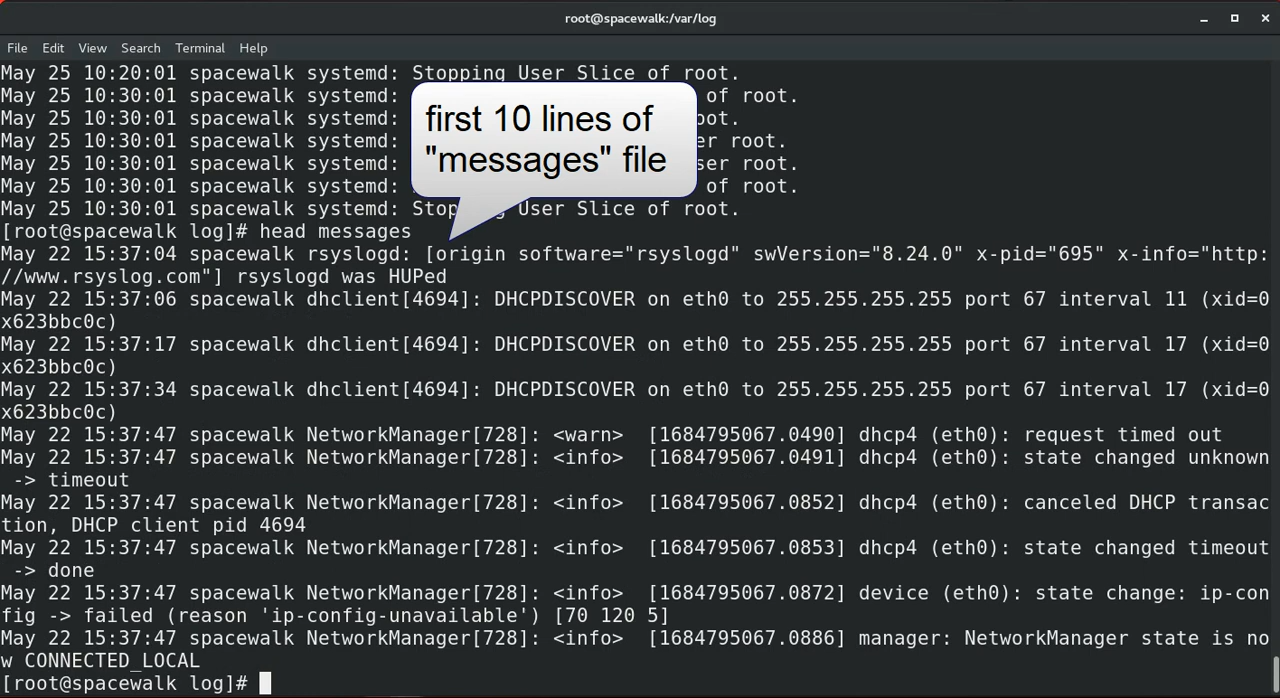 root@spacewalk:/var/log
File Edit View Search Terminal Help
May 25 10:20:01 spacewalk systemd: Stopping User Slice of root.
May 25 10:30:01 spacewalk systemd: of root.
May 25 10:30:01 spacewalk systemd:
May 25 10:30:01 spacewalk systemd: root.
May 25 10:30:01 spacewalk systemd: root.
May 25 10:30:01 spacewalk systemd: of root.
May 25 10:30:01 spacewalk systemd: User Slice of root.
first 10 lines of
"messages" file
[root@spacewalk log]# head messages
May 22 15:37:04 spacewalk rsyslogd: [origin software="rsyslogd" swVersion="8.24.0" x-pid="695" x-info="http:
//www.rsyslog.com"] rsyslogd was HUPed
May 22 15:37:06 spacewalk dhclient[4694]: DHCPDISCOVER on eth0 to 255.255.255.255 port 67 interval 11 (xid=0
x623bbc0c)
May 22 15:37:17 spacewalk dhclient[4694]: DHCPDISCOVER on eth0 to 255.255.255.255 port 67 interval 17 (xid=0
x623bbc0c)
May 22 15:37:34 spacewalk dhclient[4694]: DHCPDISCOVER on eth0 to 255.255.255.255 port 67 interval 17 (xid=0
x623bbc0c)
May 22 15:37:47 spacewalk NetworkManager[728]: <warn>  [1684795067.0490] dhcp4 (eth0): request timed out
May 22 15:37:47 spacewalk NetworkManager[728]: <info>  [1684795067.0491] dhcp4 (eth0): state changed unknown
-> timeout
May 22 15:37:47 spacewalk NetworkManager[728]: <info>  [1684795067.0852] dhcp4 (eth0): canceled DHCP transac
tion, DHCP client pid 4694
May 22 15:37:47 spacewalk NetworkManager[728]: <info>  [1684795067.0853] dhcp4 (eth0): state changed timeout
-> done
May 22 15:37:47 spacewalk NetworkManager[728]: <info>  [1684795067.0872] device (eth0): state change: ip-con
fig -> failed (reason 'ip-config-unavailable') [70 120 5]
May 22 15:37:47 spacewalk NetworkManager[728]: <info>  [1684795067.0886] manager: NetworkManager state is no
w CONNECTED_LOCAL
[root@spacewalk log]#